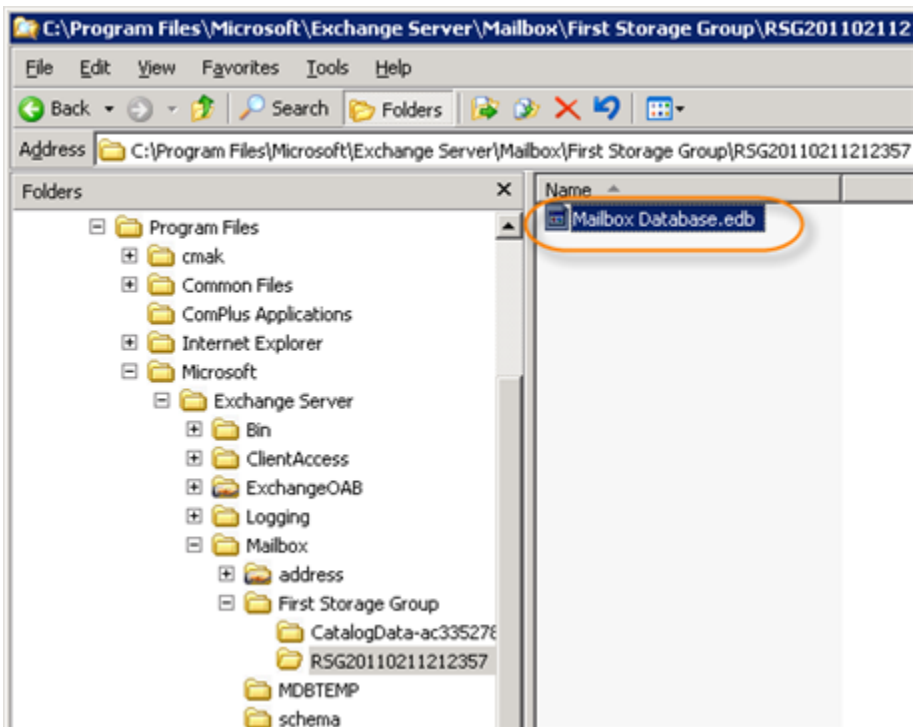 C:\Program Files\Microsoft\Exchange Server\Mailbox\First Storage Group\RSG201102112
File Edit View Favorites Tools Help
Back Search Folders
Address C:\Program Files\Microsoft\Exchange Server\Mailbox\First Storage Group\RSG20110211212357
Folders
Name
Mailbox Database.edb
Program Files
cmak
Common Files
ComPlus Applications
Internet Explorer
Microsoft
Exchange Server
Bin
ClientAccess
ExchangeOAB
Logging
Mailbox
address
First Storage Group
CatalogData-ac335278
RSG20110211212357
MDBTEMP
schema